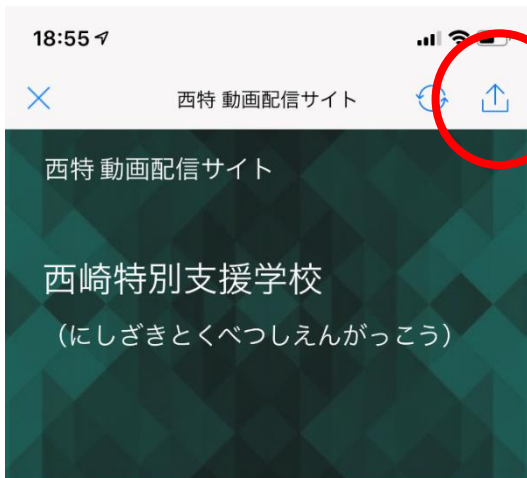 18:55
西特 動画配信サイト
西特 動画配信サイト
西崎特別支援学校
（にしざきとくべつしえんがっこう）